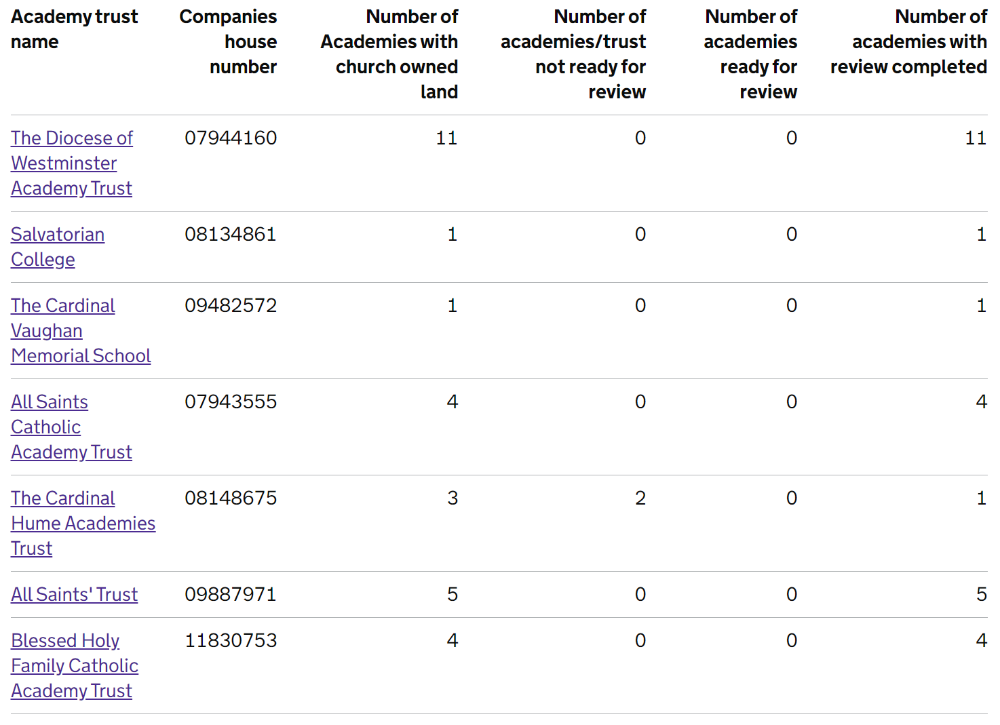 Academy trust name	Companies house number	Number of Academies with church owned land	Number of academies/trust not ready for review	Number of academies ready for review	Number of academies with review completed
The Diocese of Westminster Academy Trust	07944160	11	0	0	11
Salvatorian College	08134861	1	0	0	1
The Cardinal Vaughan Memorial School	09482572	1	0	0	1
All Saints Catholic Academy Trust	07943555	4	0	0	4
The Cardinal Hume Academies Trust	08148675	3	2	0	1
All Saints' Trust	09887971	5	0	0	5
Blessed Holy Family Catholic Academy Trust	11830753	4	0	0	4